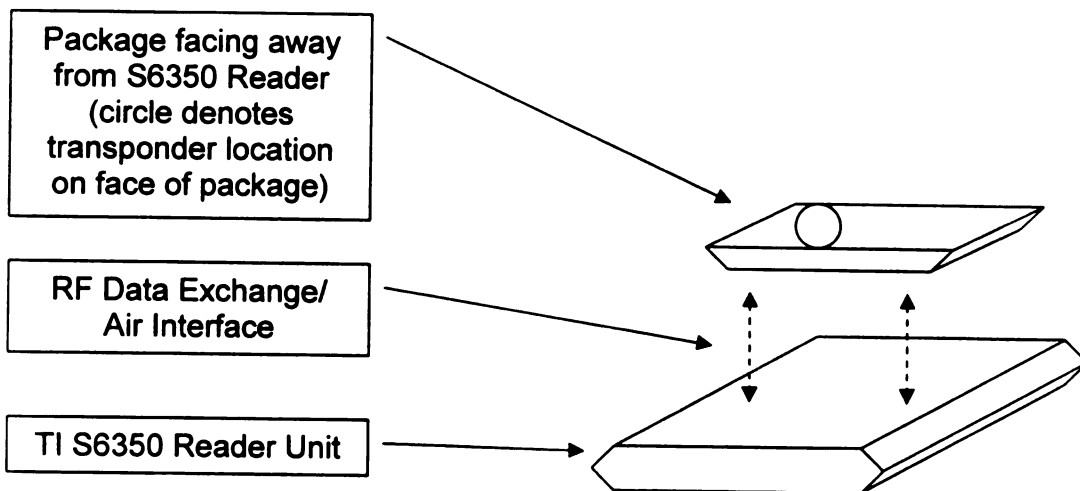 Package facing away
from S6350 Reader
(circle denotes
transponder location
on face of package)
RF Data Exchange/
Air Interface
TI S6350 Reader Unit